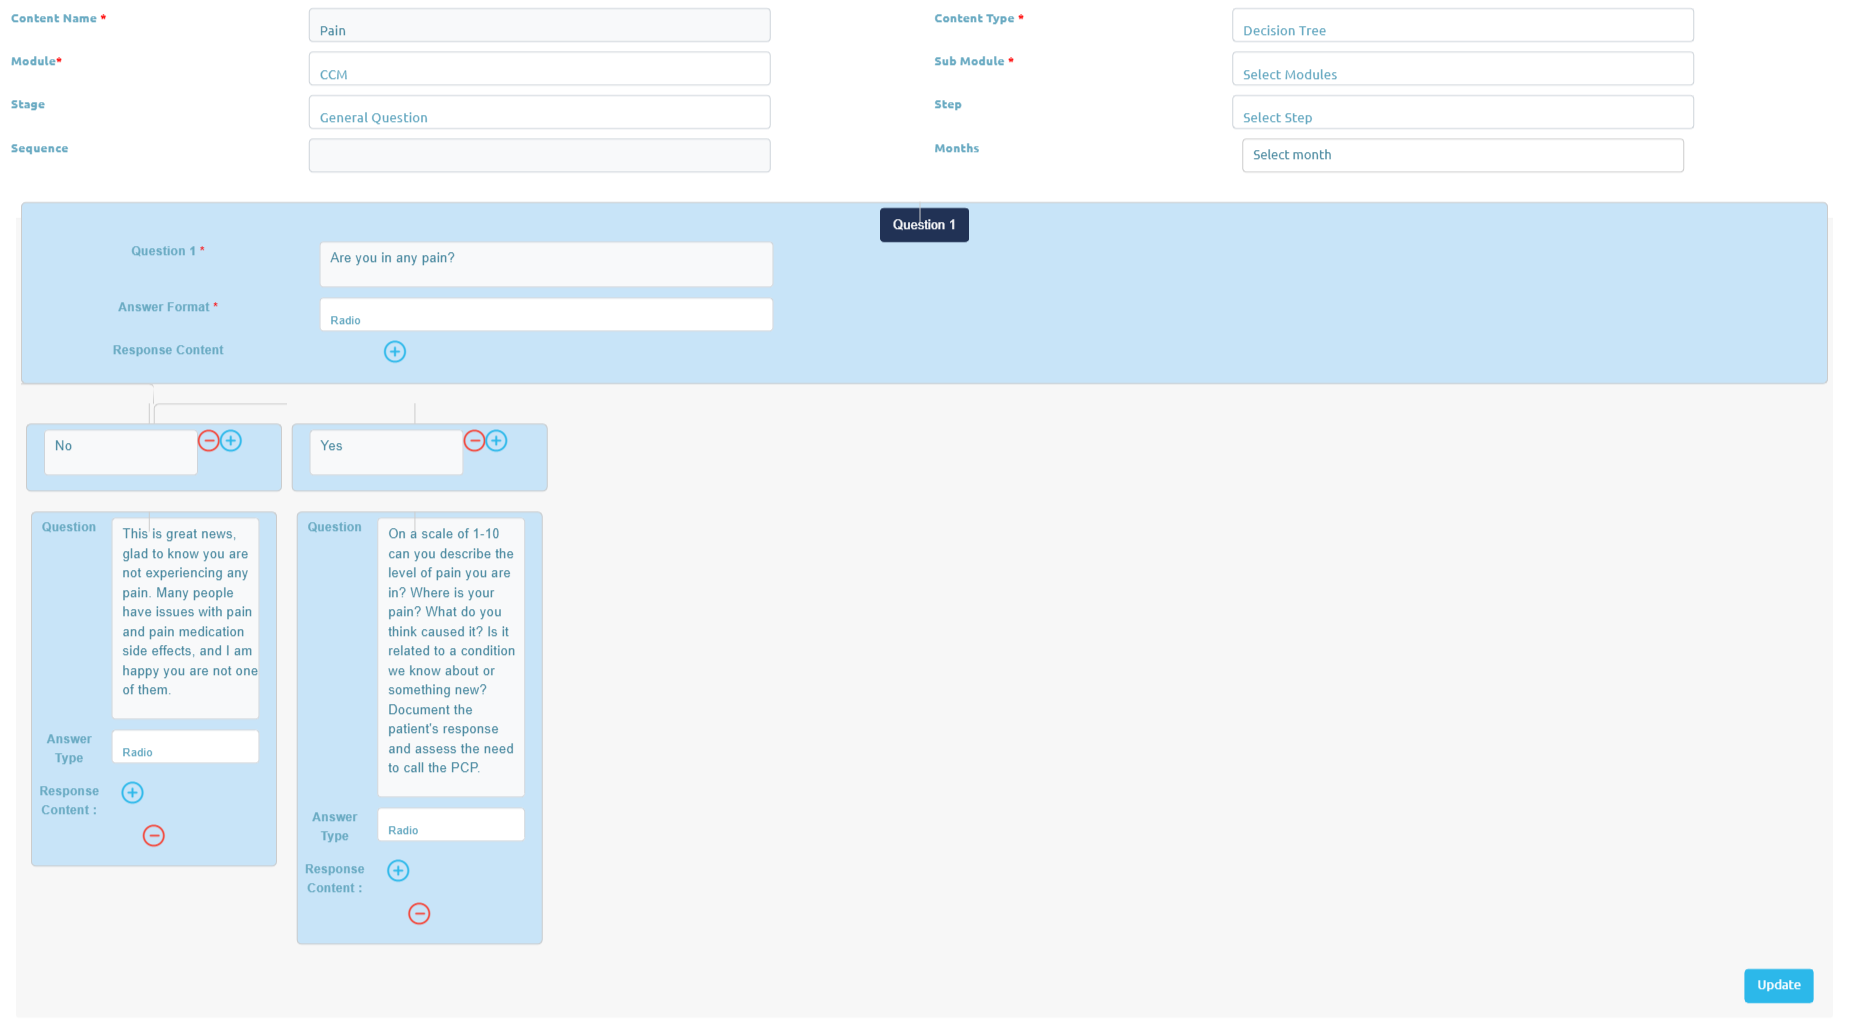 Content Name *
Pain
Content Type *
Decision Tree
Module*
CCM
Sub Module *
Select Modules
Stage
General Question
Step
Select Step
Sequence
Months
Select month
Question 1
Question 1 *
Are you in any pain?
Answer Format *
Radio
Response Content
No
Yes
Question
This is great news,
glad to know you are
not experiencing any
pain. Many people
have issues with pain
and pain medication
side effects, and I am
happy you are not one
of them.
Answer
Type
Radio
Response
Content :
Question
On a scale of 1-10
can you describe the
level of pain you are
in? Where is your
pain? What do you
think caused it? Is it
related to a condition
we know about or
something new?
Document the
patient's response
and assess the need
to call the PCP.
Answer
Type
Radio
Response
Content :
Update